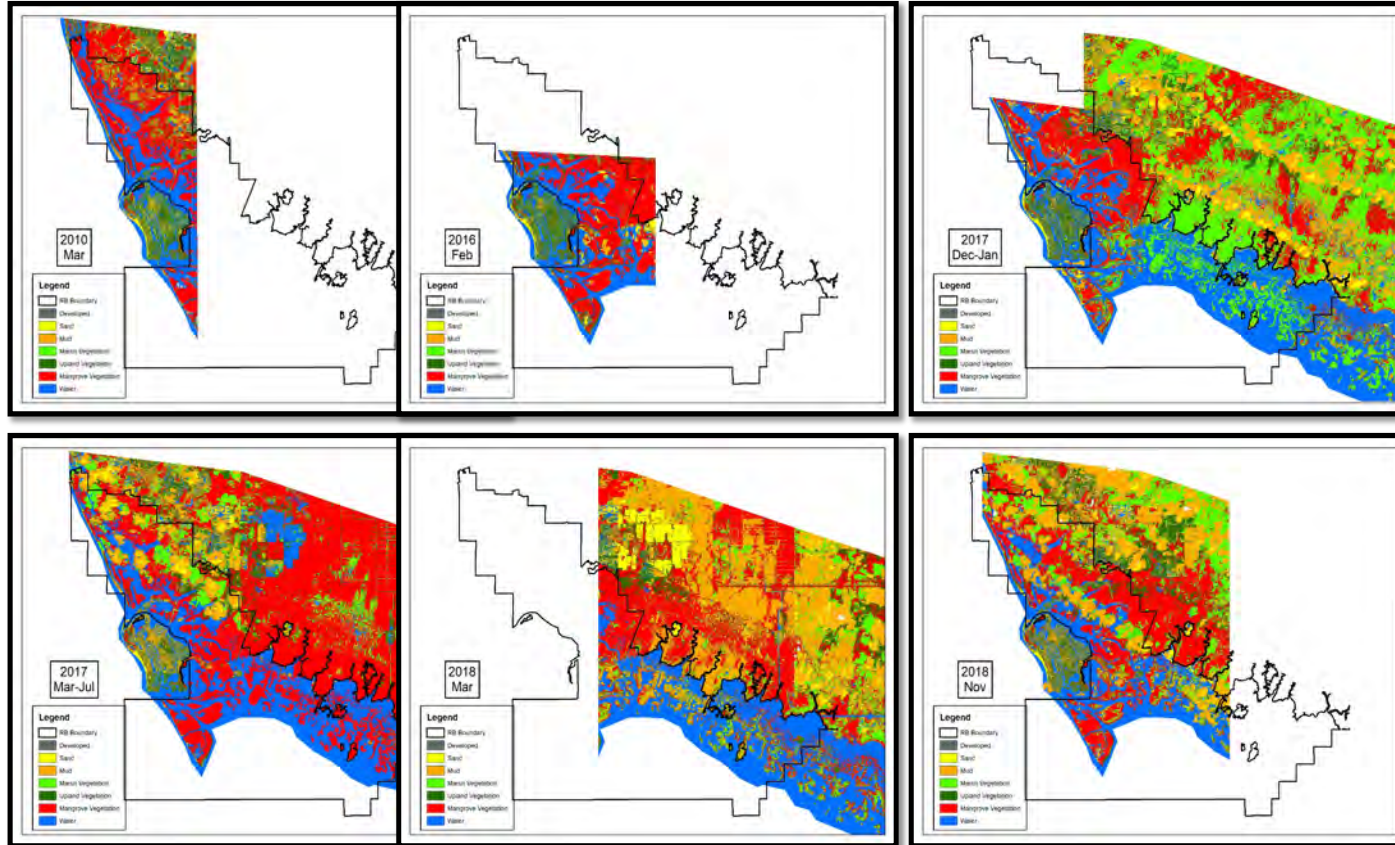 2010
Mar
Legend
RB Boundary
Developed
Sand
Mud
Marsh Vegetation
Upland Vegetation
Mangrove Vegetation
Water
2016
Feb
Legend
RB Boundary
Developed
Sand
Mud
Marsh Vegetation
Upland Vegetation
Mangrove Vegetation
Water
2017
Dec-Jan
Legend
RB Boundary
Developed
Sand
Mud
Marsh Vegetation
Upland Vegetation
Mangrove Vegetation
Water
2017
Mar-Jul
Legend
RB Boundary
Developed
Sand
Mud
Marsh Vegetation
Upland Vegetation
Mangrove Vegetation
Water
2018
Mar
Legend
RB Boundary
Developed
Sand
Mud
Marsh Vegetation
Upland Vegetation
Mangrove Vegetation
Water
2018
Nov
Legend
RB Boundary
Developed
Sand
Mud
Marsh Vegetation
Upland Vegetation
Mangrove Vegetation
Water